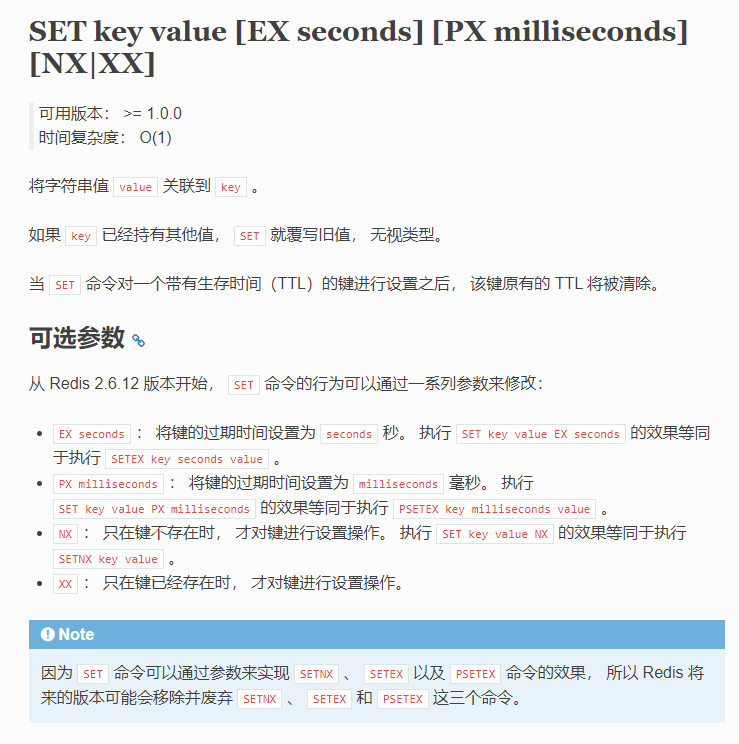 SET key value [EX seconds] [PX milliseconds]
[NX|XX]
可用版本： >= 1.0.0
时间复杂度： O(1)
将字符串值 value 关联到 key 。
如果 key 已经持有其他值， SET 就覆写旧值， 无视类型。
当 SET 命令对一个带有生存时间（TTL）的键进行设置之后， 该键原有的 TTL 将被清除。
可选参数
从 Redis 2.6.12 版本开始， SET 命令的行为可以通过一系列参数来修改：
• EX seconds ： 将键的过期时间设置为 seconds 秒。 执行 SET key value EX seconds 的效果等同
于执行 SETEX key seconds value 。
• PX milliseconds ： 将键的过期时间设置为 milliseconds 毫秒。 执行
SET key value PX milliseconds 的效果等同于执行 PSETEX key milliseconds value 。
• NX ： 只在键不存在时， 才对键进行设置操作。 执行 SET key value NX 的效果等同于执行
SETNX key value 。
• XX ： 只在键已经存在时， 才对键进行设置操作。
Note
因为 SET 命令可以通过参数来实现 SETNX 、 SETEX 以及 PSETEX 命令的效果， 所以 Redis 将
来的版本可能会移除并废弃 SETNX 、 SETEX 和 PSETEX 这三个命令。